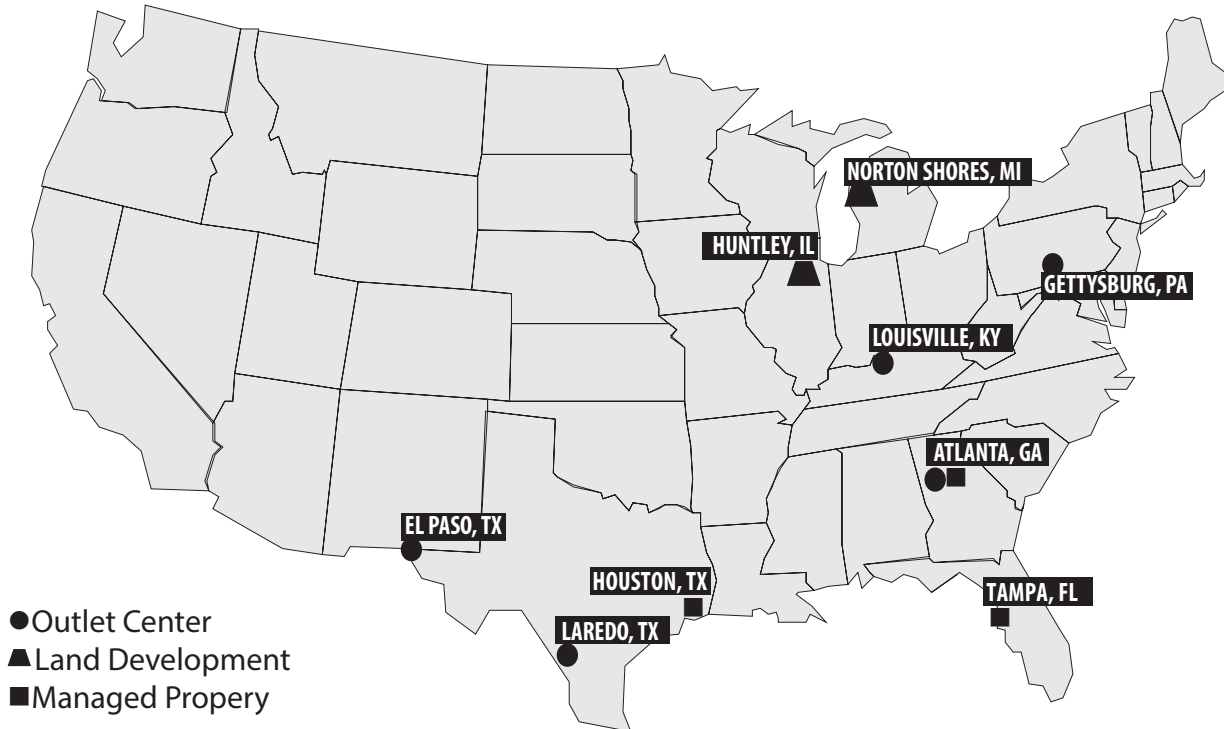 NORTON SHORES, MI
HUNTLEY, IL
GETTYSBURG, PA
LOUISVILLE, KY
ATLANTA, GA
EL PASO, TX
HOUSTON, TX
TAMPA, FL
LAREDO, TX
Outlet Center
Land Development
Managed Propery